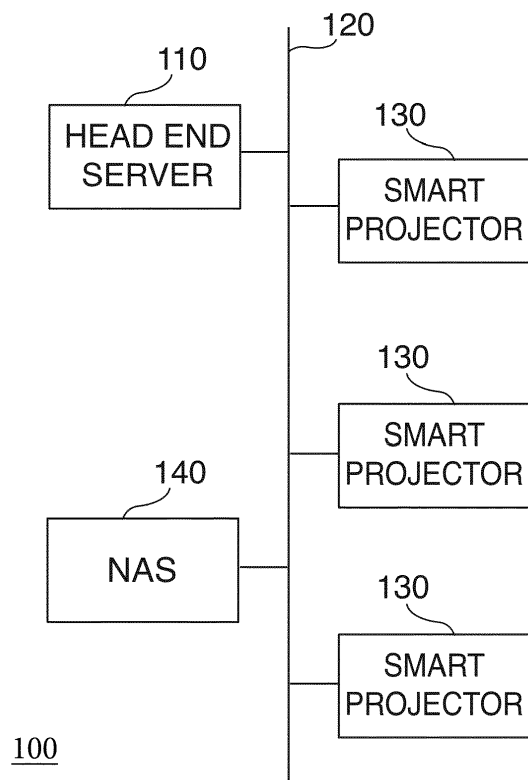 120
110
HEAD END
SERVER
130
SMART
PROJECTOR
130
SMART
PROJECTOR
140
NAS
130
SMART
PROJECTOR
100